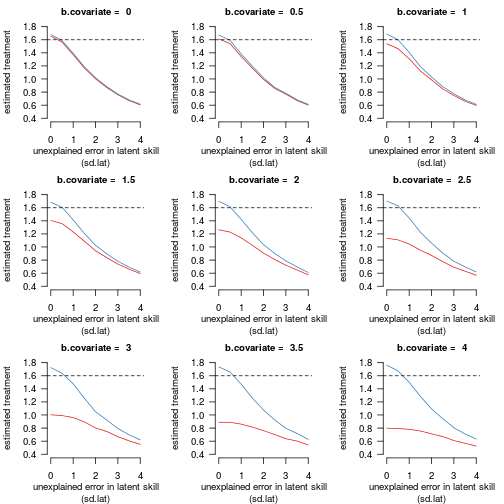 b.covariate = 0
estimated treatment
1.8
1.6
1.4
1.2
1.0
0.8
0.6
0.4
0 1 2 3 4
unexplained error in latent skill
(sd.lat)
b.covariate = 0.5
estimated treatment
1.8
1.6
1.4
1.2
1.0
0.8
0.6
0.4
0 1 2 3 4
unexplained error in latent skill
(sd.lat)
b.covariate = 1
estimated treatment
1.8
1.6
1.4
1.2
1.0
0.8
0.6
0.4
0 1 2 3 4
unexplained error in latent skill
(sd.lat)
b.covariate = 1.5
estimated treatment
1.8
1.6
1.4
1.2
1.0
0.8
0.6
0.4
0 1 2 3 4
unexplained error in latent skill
(sd.lat)
b.covariate = 2
estimated treatment
1.8
1.6
1.4
1.2
1.0
0.8
0.6
0.4
0 1 2 3 4
unexplained error in latent skill
(sd.lat)
b.covariate = 2.5
estimated treatment
1.8
1.6
1.4
1.2
1.0
0.8
0.6
0.4
0 1 2 3 4
unexplained error in latent skill
(sd.lat)
b.covariate = 3
estimated treatment
1.8
1.6
1.4
1.2
1.0
0.8
0.6
0.4
0 1 2 3 4
unexplained error in latent skill
(sd.lat)
b.covariate = 3.5
estimated treatment
1.8
1.6
1.4
1.2
1.0
0.8
0.6
0.4
0 1 2 3 4
unexplained error in latent skill
(sd.lat)
b.covariate = 4
estimated treatment
1.8
1.6
1.4
1.2
1.0
0.8
0.6
0.4
0 1 2 3 4
unexplained error in latent skill
(sd.lat)